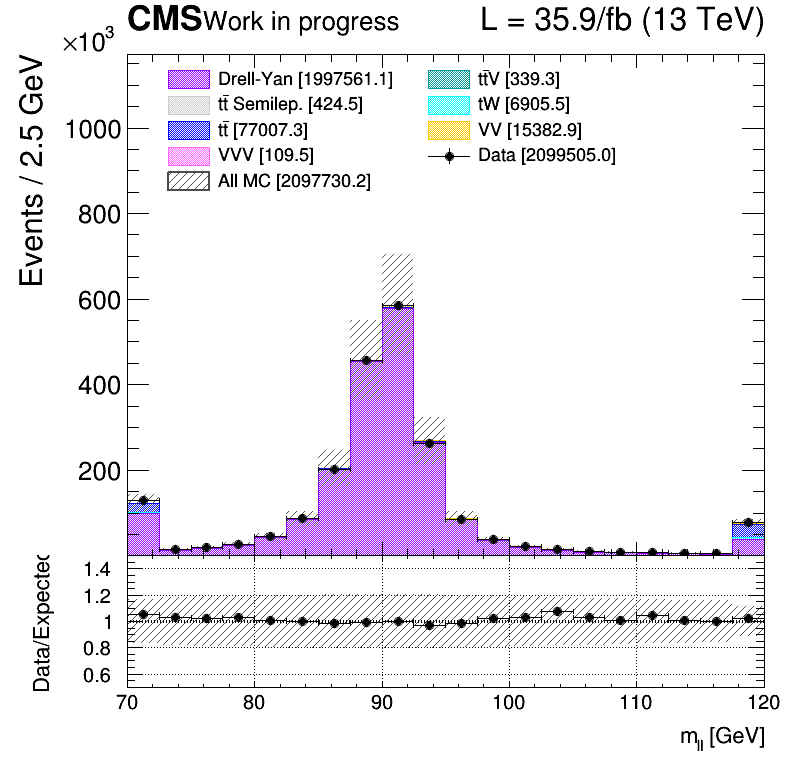 CMS Work in progress L = 35.9/fb (13 TeV)
×10³
Events / 2.5 GeV
Drell-Yan [1997561.1]
tt̄ Semilep. [424.5]
tt̄ [77007.3]
VVV [109.5]
All MC [2097730.2]
tt̄V [339.3]
tW [6905.5]
VV [15382.9]
Data [2099505.0]
1000
800
600
400
200
Data/Expected
1.4
1.2
1
0.8
0.6
70 80 90 100 110 120
m_ll [GeV]